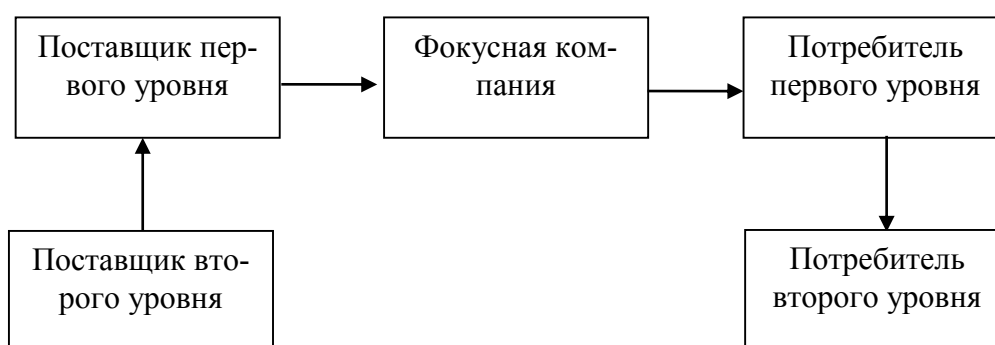 Поставщик пер-
вого уровня
Фокусная ком-
пания
Потребитель
первого уровня
Поставщик вто-
рого уровня
Потребитель
второго уровня